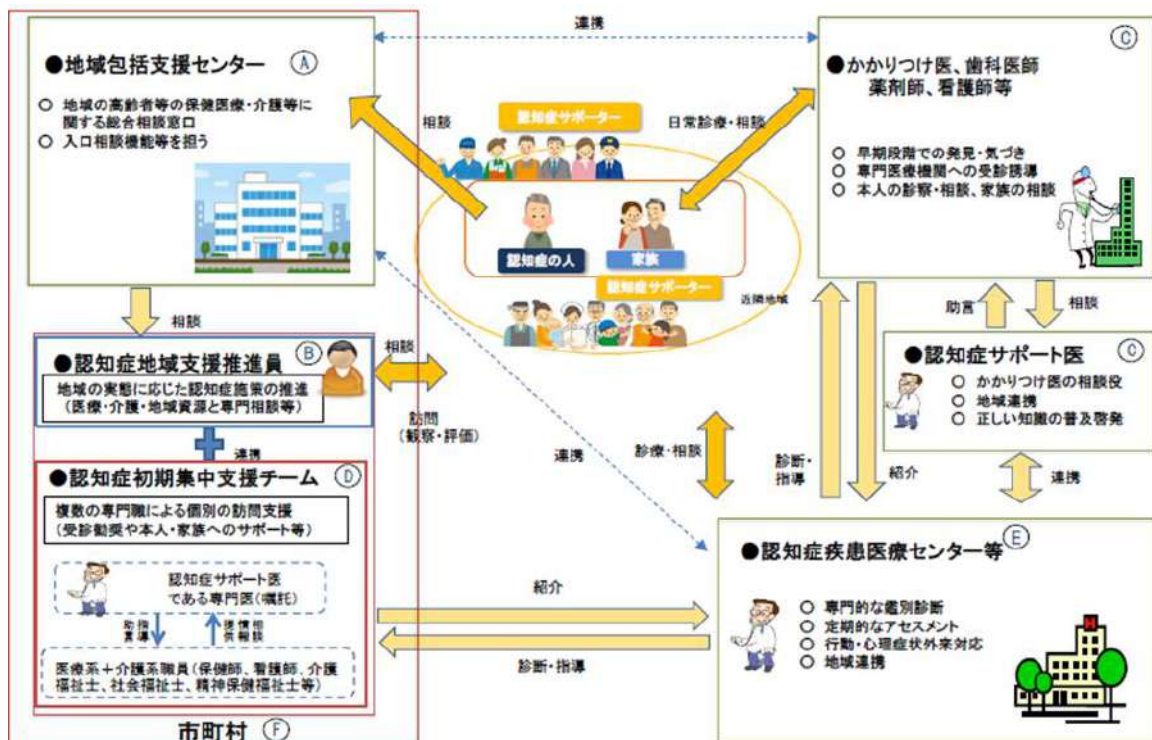 連携
●地域包括支援センター Ⓐ
○ 地域の高齢者等の保健医療・介護等に
関する総合相談窓口
○ 入口相談機能等を担う
相談
認知症サポーター
日常診療・相談
認知症の人
家族
認知症サポーター
近隣地域
Ⓒ
●かかりつけ医、歯科医師
薬剤師、看護師等
○ 早期段階での発見・気づき
○ 専門医療機関への受診誘導
○ 本人の診察・相談、家族の相談
相談
●認知症地域支援推進員 Ⓑ
地域の実態に応じた認知症施策の推進
(医療・介護・地域資源と専門相談等)
相談
訪問
(観察・評価)
連携
連携
診療・相談
診断・
指導
紹介
助言
相談
●認知症サポート医 Ⓒ
○ かかりつけ医の相談役
○ 地域連携
○ 正しい知識の普及啓発
連携
●認知症初期集中支援チーム Ⓓ
複数の専門職による個別の訪問支援
(受診勧奨や本人・家族へのサポート等)
認知症サポート医
である専門医(嘱託)
助指
言導
提情相
供報談
医療系+介護系職員(保健師、看護師、介護
福祉士、社会福祉士、精神保健福祉士等)
市町村 Ⓕ
紹介
診断・指導
●認知症疾患医療センター等 Ⓔ
○ 専門的な鑑別診断
○ 定期的なアセスメント
○ 行動・心理症状外来対応
○ 地域連携
H